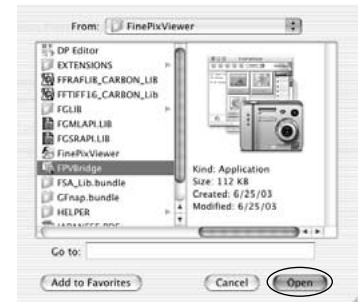 From: FinePixViewer
DP Editor
EXTENSIONS
FFRAFLIB_CARBON_LIB
FFTIFF16_CARBON_Lib
FGLIB
FGMLAPI.LIB
FGSRAPI.LIB
FinePixViewer
FPVBridge
FSA_Lib.bundle
GFnap.bundle
HELPER
JAPANESE.PDF
Kind: Application
Size: 112 KB
Created: 6/25/03
Modified: 6/25/03
Go to:
Add to Favorites
Cancel
Open